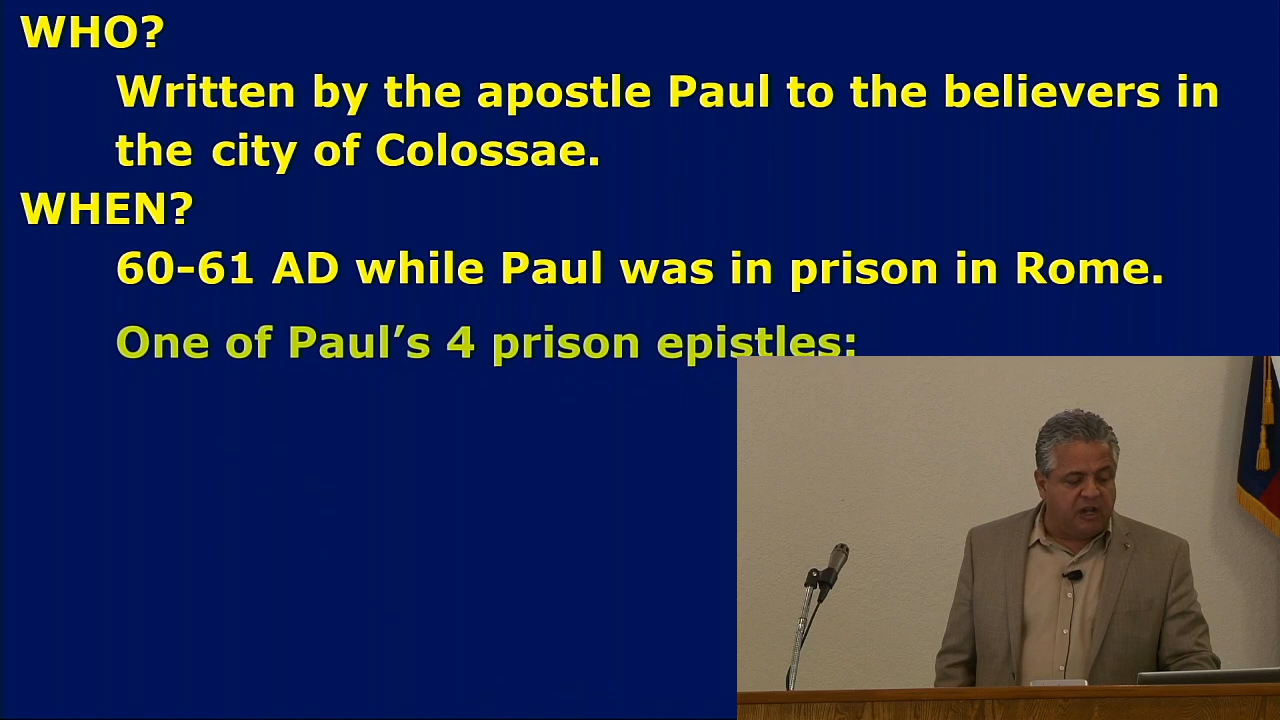 WHO?
Written by the apostle Paul to the believers in
the city of Colossae.
WHEN?
60-61 AD while Paul was in prison in Rome.
One of Paul’s 4 prison epistles: